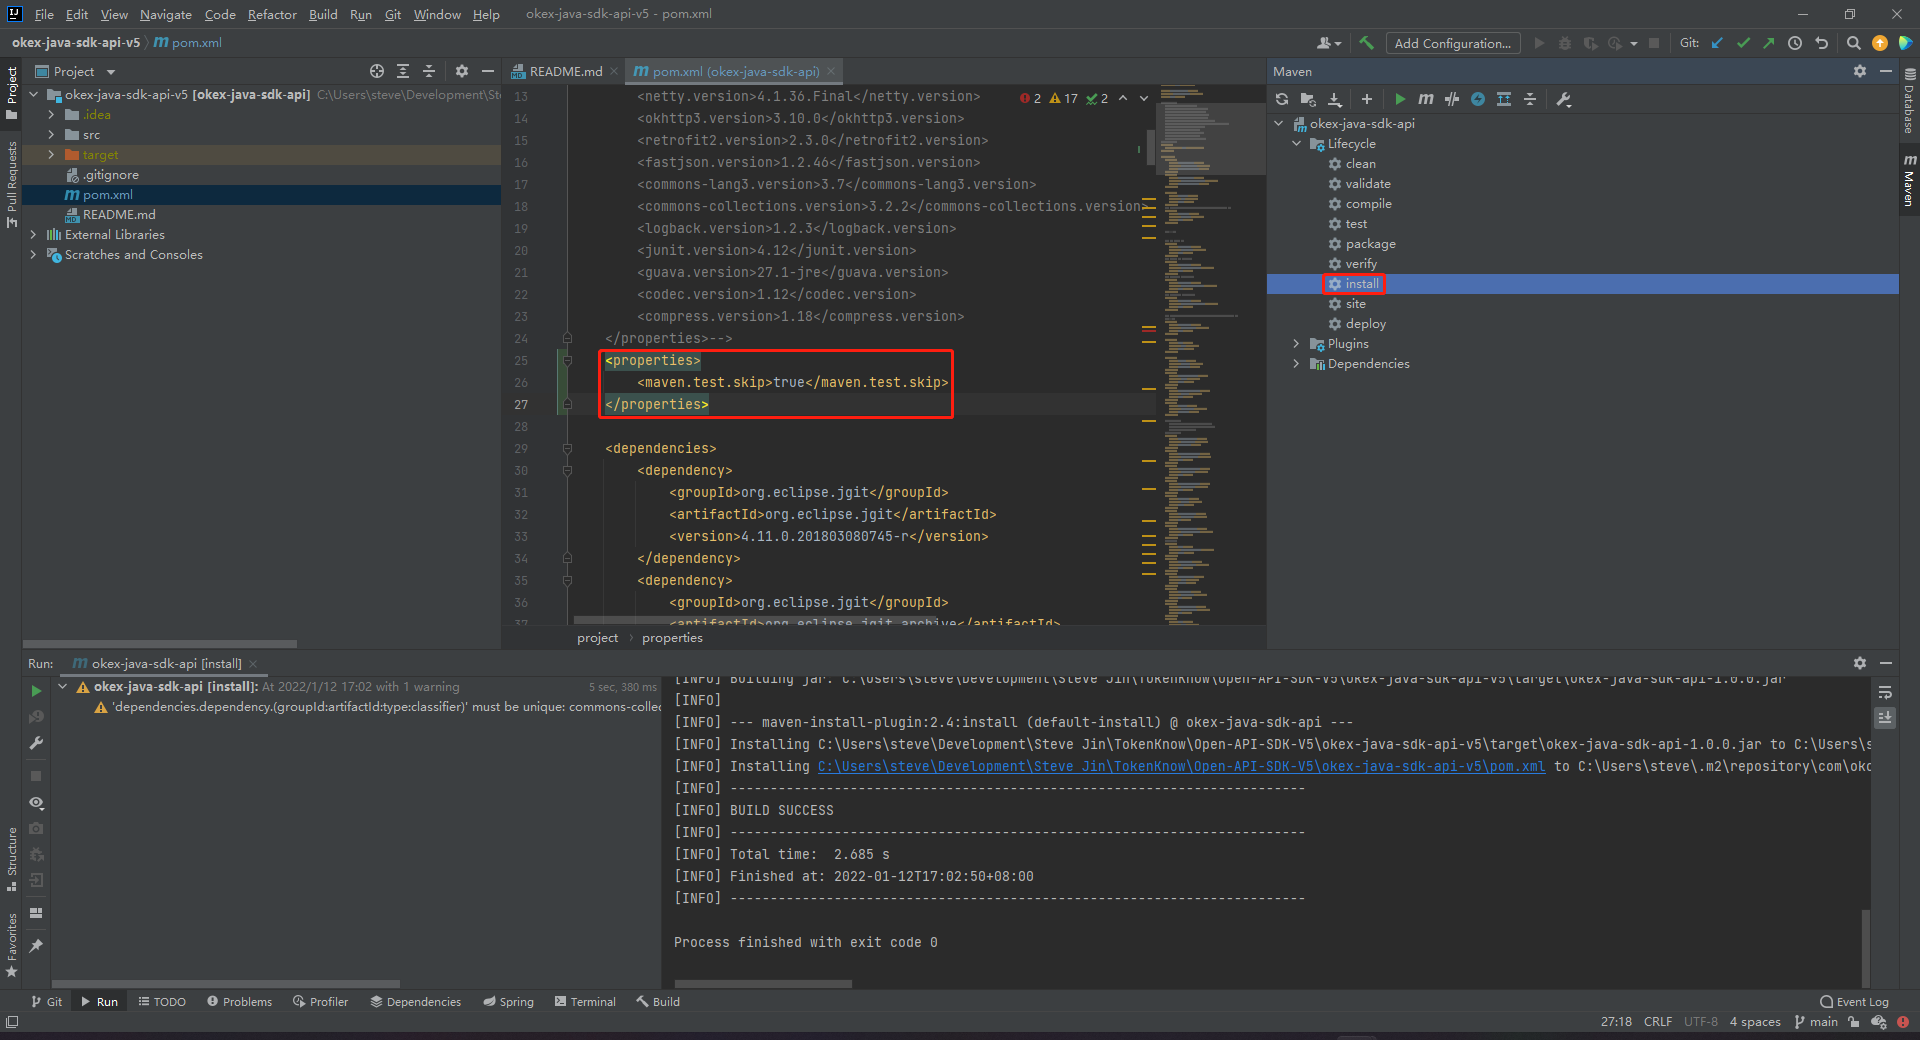 File Edit View Navigate Code Refactor Build Run Git Window Help okex-java-sdk-api-v5 - pom.xml
okex-java-sdk-api-v5 pom.xml
Add Configuration... Git:
Project
README.md
pom.xml (okex-java-sdk-api)
Maven
Project
Pull Requests
Structure
Favorites
Database
Maven
okex-java-sdk-api-v5 [okex-java-sdk-api] C:\Users\steve\Development\St
.idea
src
target
.gitignore
pom.xml
README.md
External Libraries
Scratches and Consoles
2 17 2
13 <netty.version>4.1.36.Final</netty.version>
14 <okhttp3.version>3.10.0</okhttp3.version>
15 <retrofit2.version>2.3.0</retrofit2.version>
16 <fastjson.version>1.2.46</fastjson.version>
17 <commons-lang3.version>3.7</commons-lang3.version>
18 <commons-collections.version>3.2.2</commons-collections.version>
19 <logback.version>1.2.3</logback.version>
20 <junit.version>4.12</junit.version>
21 <guava.version>27.1-jre</guava.version>
22 <codec.version>1.12</codec.version>
23 <compress.version>1.18</compress.version>
24 </properties>-->
25 <properties>
26 <maven.test.skip>true</maven.test.skip>
27 </properties>
28
29 <dependencies>
30 <dependency>
31 <groupId>org.eclipse.jgit</groupId>
32 <artifactId>org.eclipse.jgit</artifactId>
33 <version>4.11.0.201803080745-r</version>
34 </dependency>
35 <dependency>
36 <groupId>org.eclipse.jgit</groupId>
37 <artifactId>org.eclipse.jgit.archive</artifactId>
project properties
okex-java-sdk-api
Lifecycle
clean
validate
compile
test
package
verify
install
site
deploy
Plugins
Dependencies
Run: okex-java-sdk-api [install]
okex-java-sdk-api [install]: At 2022/1/12 17:02 with 1 warning 5 sec, 380 ms
'dependencies.dependency.(groupId:artifactId:type:classifier)' must be unique: commons-collec
[INFO] Building jar: C:\Users\steve\Development\Steve Jin\TokenKnow\Open-API-SDK-V5\okex-java-sdk-api-v5\target\okex-java-sdk-api-1.0.0.jar
[INFO]
[INFO] --- maven-install-plugin:2.4:install (default-install) @ okex-java-sdk-api ---
[INFO] Installing C:\Users\steve\Development\Steve Jin\TokenKnow\Open-API-SDK-V5\okex-java-sdk-api-v5\target\okex-java-sdk-api-1.0.0.jar to C:\Users\s
[INFO] Installing C:\Users\steve\Development\Steve Jin\TokenKnow\Open-API-SDK-V5\okex-java-sdk-api-v5\pom.xml to C:\Users\steve\.m2\repository\com\okc
[INFO] ------------------------------------------------------------------------
[INFO] BUILD SUCCESS
[INFO] ------------------------------------------------------------------------
[INFO] Total time:  2.685 s
[INFO] Finished at: 2022-01-12T17:02:50+08:00
[INFO] ------------------------------------------------------------------------
Process finished with exit code 0
Git Run TODO Problems Profiler Dependencies Spring Terminal Build Event Log
27:18 CRLF UTF-8 4 spaces main